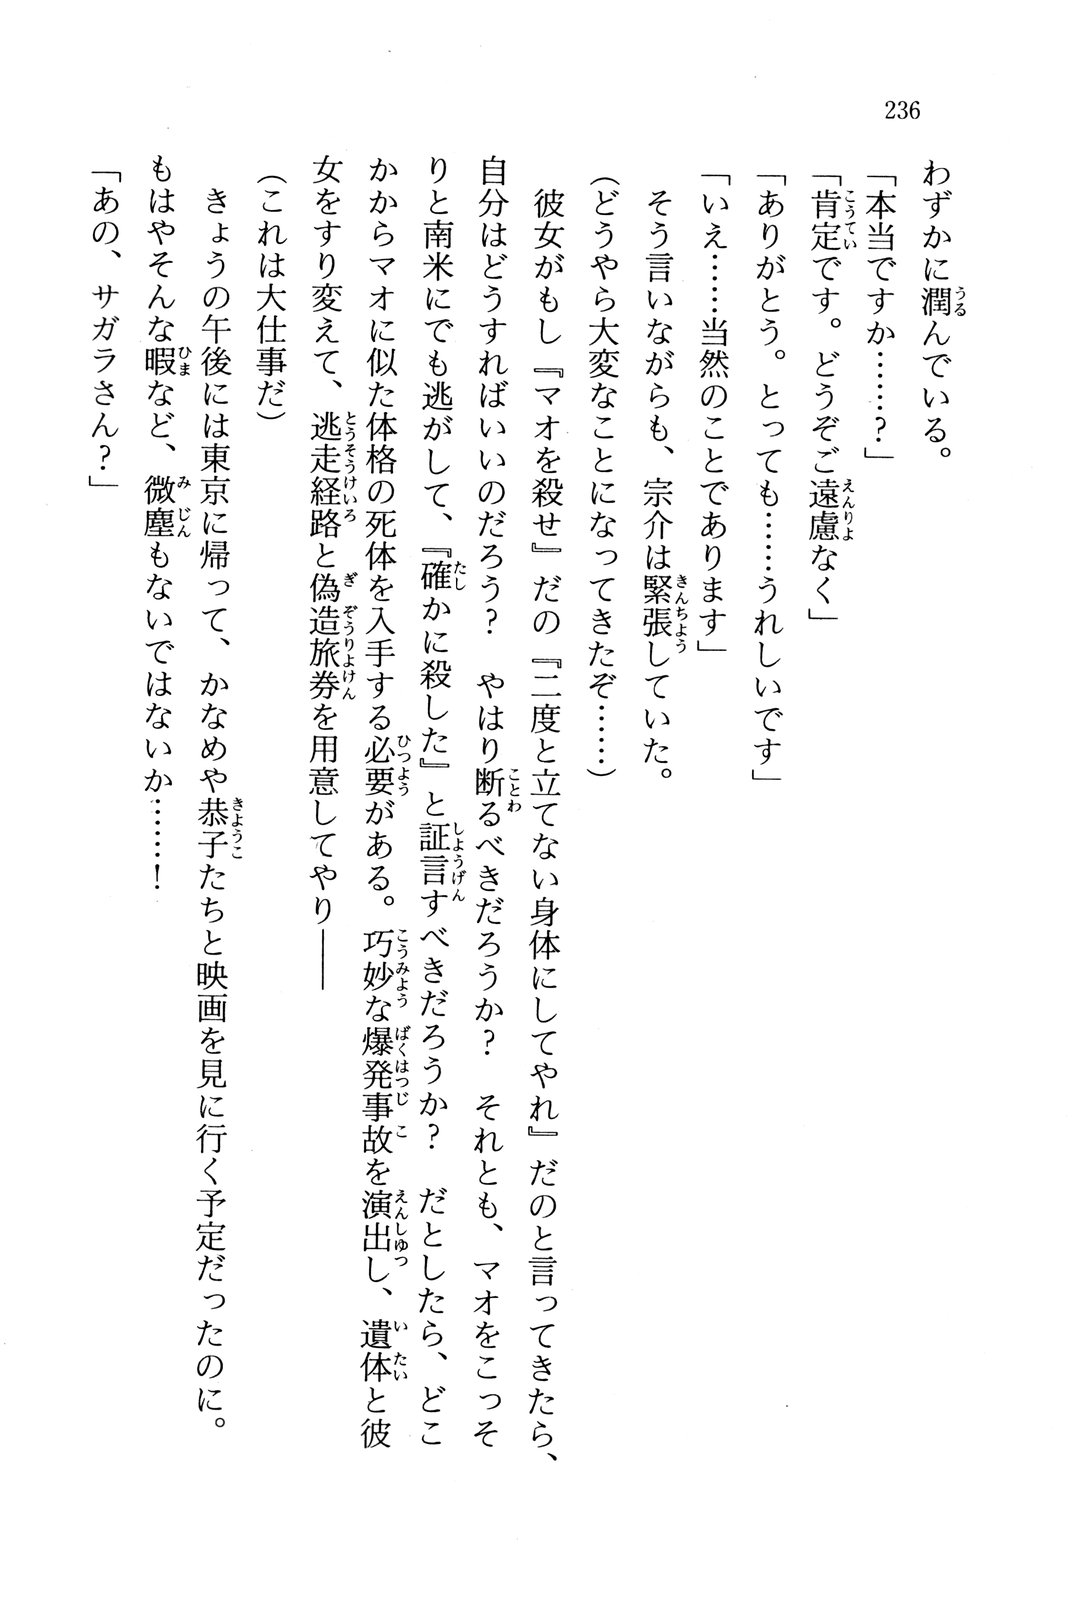 236
わずかに潤んでいる。
「本当ですか……？」
「肯定です。どうぞご遠慮なく」
「ありがとう。とっても……うれしいです」
「いえ……当然のことであります」
　そう言いながらも、宗介は緊張していた。
（どうやら大変なことになってきたぞ……）
　彼女がもし『マオを殺せ』だの『二度と立てない身体にしてやれ』だのと言ってきたら、
自分はどうすればいいのだろう？　やはり断るべきだろうか？　それとも、マオをこっそ
りと南米にでも逃がして、『確かに殺した』と証言すべきだろうか？　だとしたら、どこ
かからマオに似た体格の死体を入手する必要がある。巧妙な爆発事故を演出し、遺体と彼
女をすり変えて、逃走経路と偽造旅券を用意してやり――
（これは大仕事だ）
　きょうの午後には東京に帰って、かなめや恭子たちと映画を見に行く予定だったのに。
もはやそんな暇など、微塵もないではないか……！
「あの、サガラさん？」